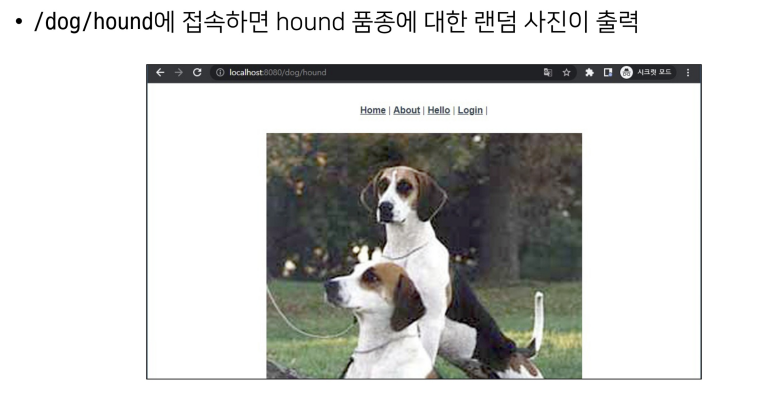 • /dog/hound에 접속하면 hound 품종에 대한 랜덤 사진이 출력
localhost:8080/dog/hound
시크릿 모드
Home | About | Hello | Login |